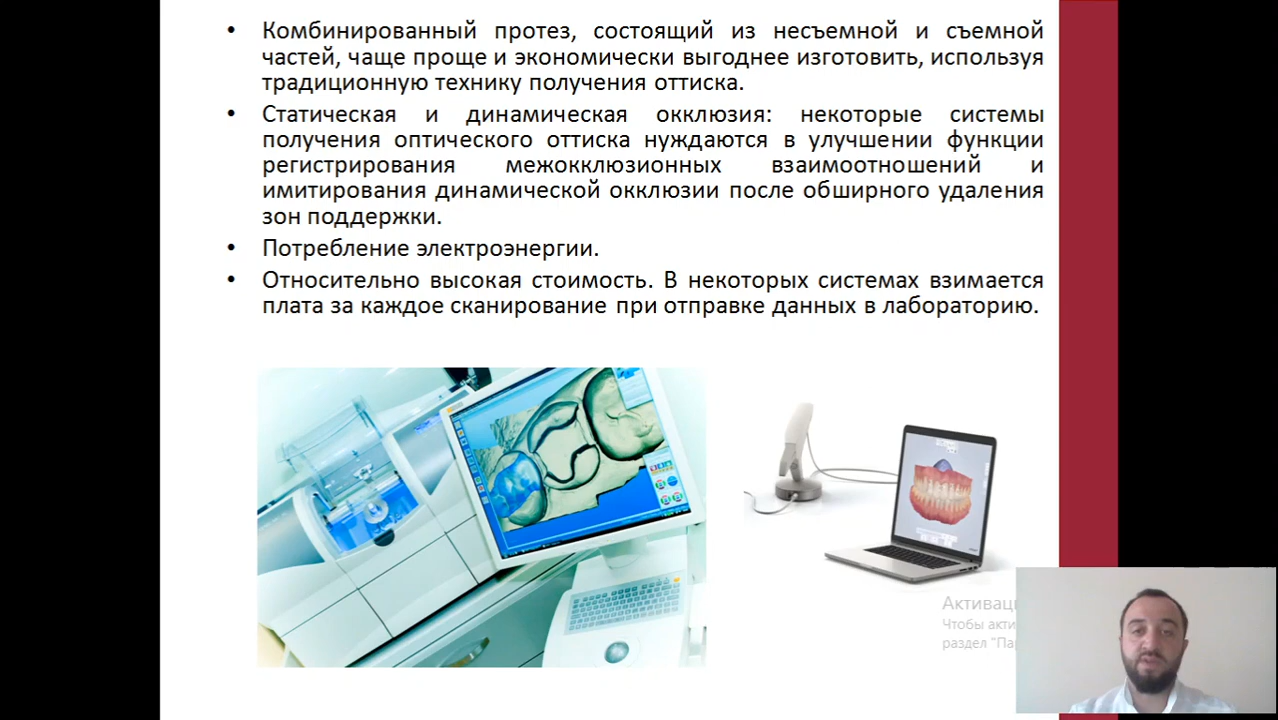 • Комбинированный протез, состоящий из несъемной и съемной
частей, чаще проще и экономически выгоднее изготовить, используя
традиционную технику получения оттиска.
• Статическая и динамическая окклюзия: некоторые системы
получения оптического оттиска нуждаются в улучшении функции
регистрирования межокклюзионных взаимоотношений и
имитирования динамической окклюзии после обширного удаления
зон поддержки.
• Потребление электроэнергии.
• Относительно высокая стоимость. В некоторых системах взимается
плата за каждое сканирование при отправке данных в лабораторию.
Активац
Чтобы акти
раздел "Па